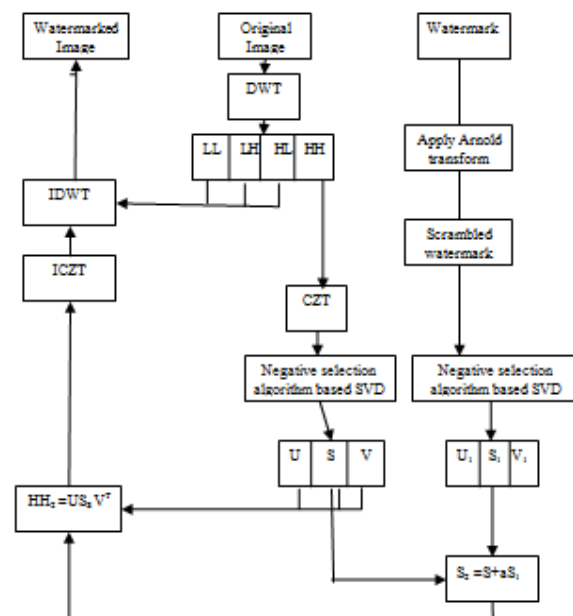 Watermarked
Image
Original
Image
Watermark
DWT
LL LH HL HH
Apply Arnold
transform
IDWT
Scrambled
watermark
ICZT
CZT
Negative selection
algorithm based SVD
Negative selection
algorithm based SVD
U S V
U₁ S₁ V₁
HH₂ =US₂ Vᵀ
S₂ =S+aS₁